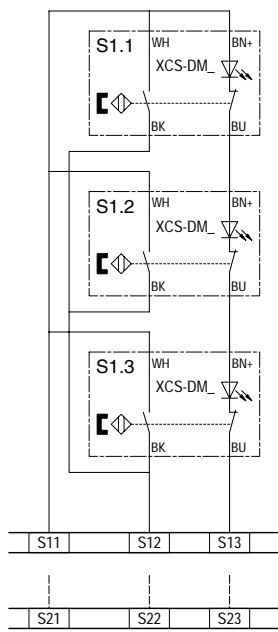 S1.1 WH BN+
XCS-DM_
BK BU
S1.2 WH BN+
XCS-DM_
BK BU
S1.3 WH BN+
XCS-DM_
BK BU
S11 S12 S13
S21 S22 S23